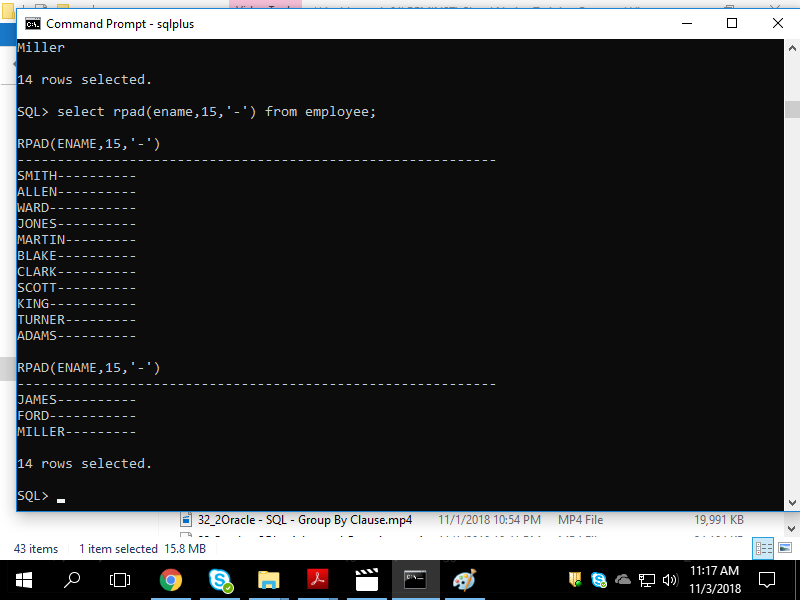 Command Prompt - sqlplus
Miller
14 rows selected.
SQL> select rpad(ename,15,'-') from employee;
RPAD(ENAME,15,'-')
------------------------------------------------------------
SMITH----------
ALLEN----------
WARD-----------
JONES----------
MARTIN---------
BLAKE----------
CLARK----------
SCOTT----------
KING-----------
TURNER---------
ADAMS----------
RPAD(ENAME,15,'-')
------------------------------------------------------------
JAMES----------
FORD-----------
MILLER---------
14 rows selected.
SQL>
32_2Oracle - SQL - Group By Clause.mp4 11/1/2018 10:54 PM MP4 File 19,991 KB
43 items 1 item selected 15.8 MB
11:17 AM
11/3/2018